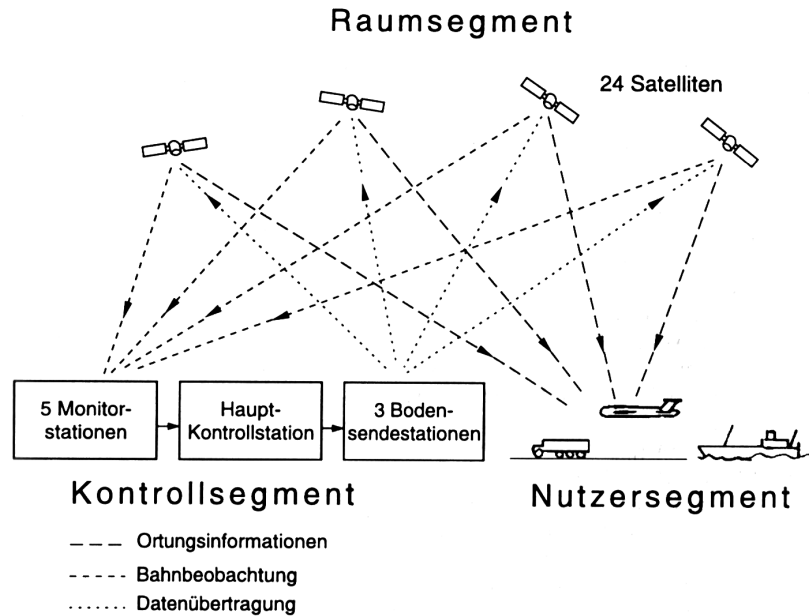 Raumsegment
24 Satelliten
5 Monitor-
stationen
Haupt-
Kontrollstation
3 Boden-
sendestationen
Kontrollsegment
Nutzersegment
Ortungsinformationen
Bahnbeobachtung
Datenübertragung